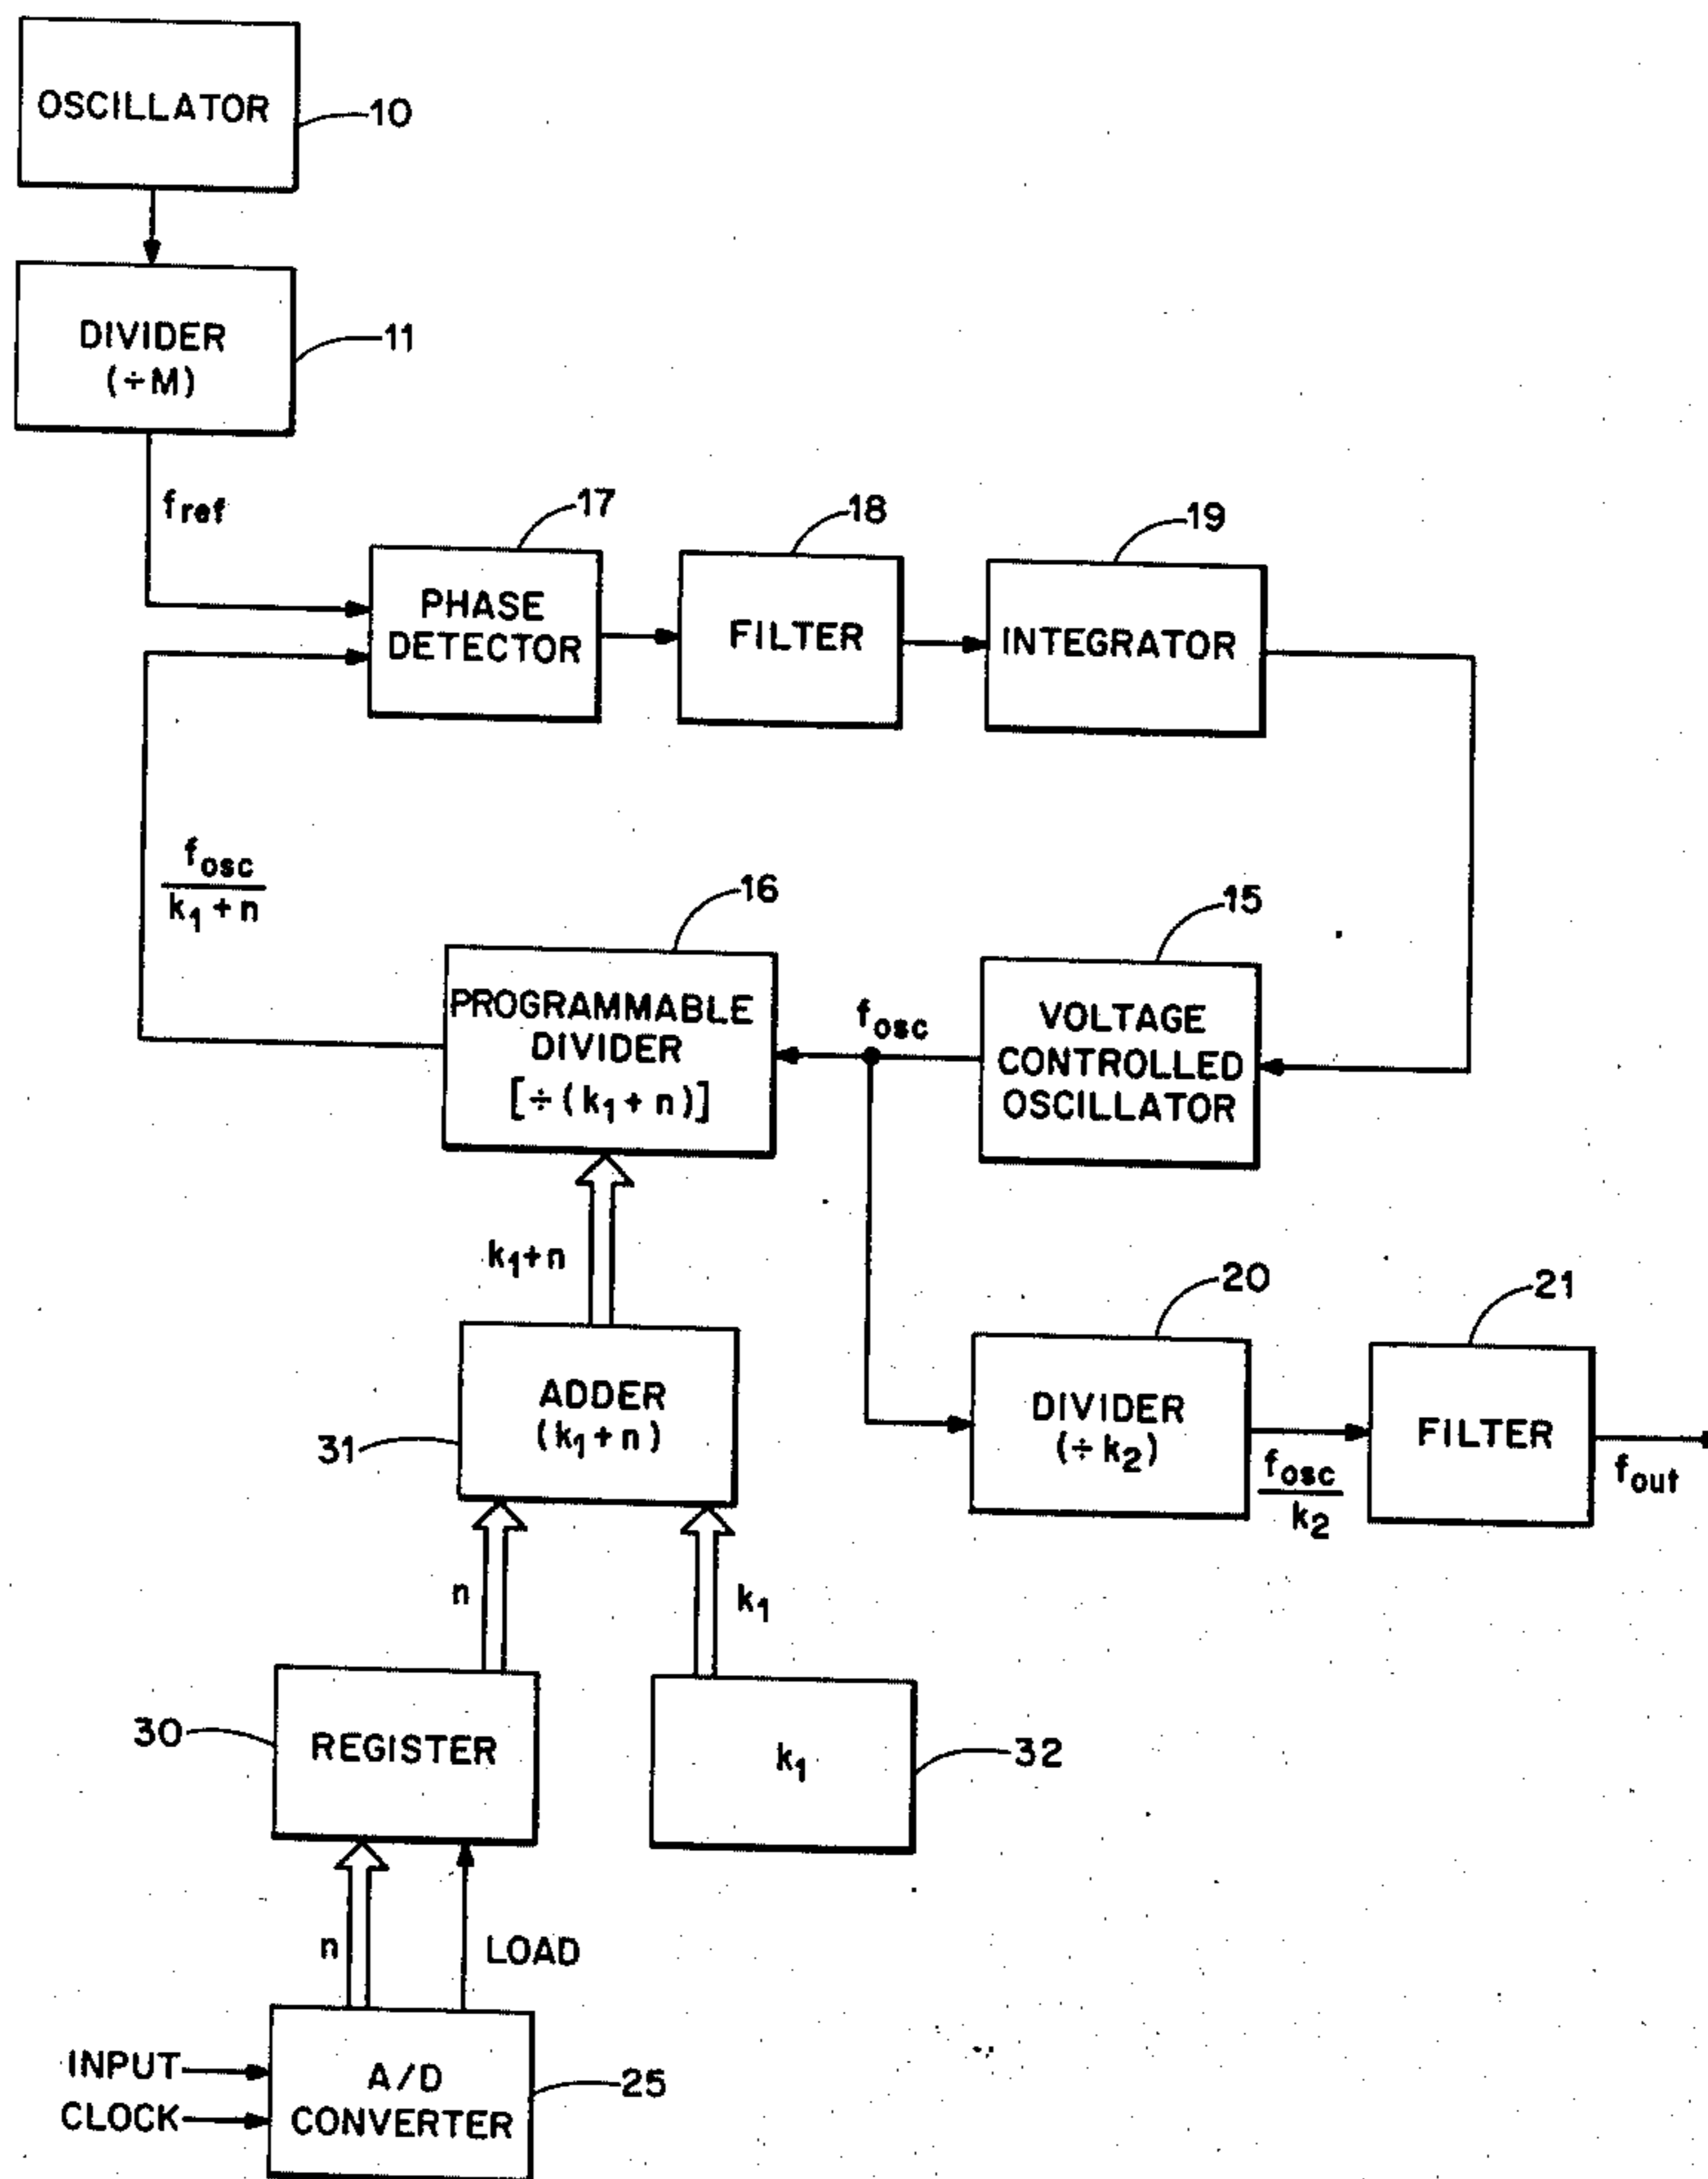 OSCILLATOR
10
DIVIDER
(÷M)
11
fref
17
18
19
PHASE
DETECTOR
FILTER
INTEGRATOR
fosc
k1 + n
16
15
PROGRAMMABLE
DIVIDER
[÷ (k1 + n)]
fosc
VOLTAGE
CONTROLLED
OSCILLATOR
k1+n
20
21
ADDER
(k1 + n)
31
DIVIDER
(÷ k2)
fosc
k2
FILTER
fout
n
k1
30
REGISTER
k1
32
n
LOAD
INPUT
CLOCK
A/D
CONVERTER
25